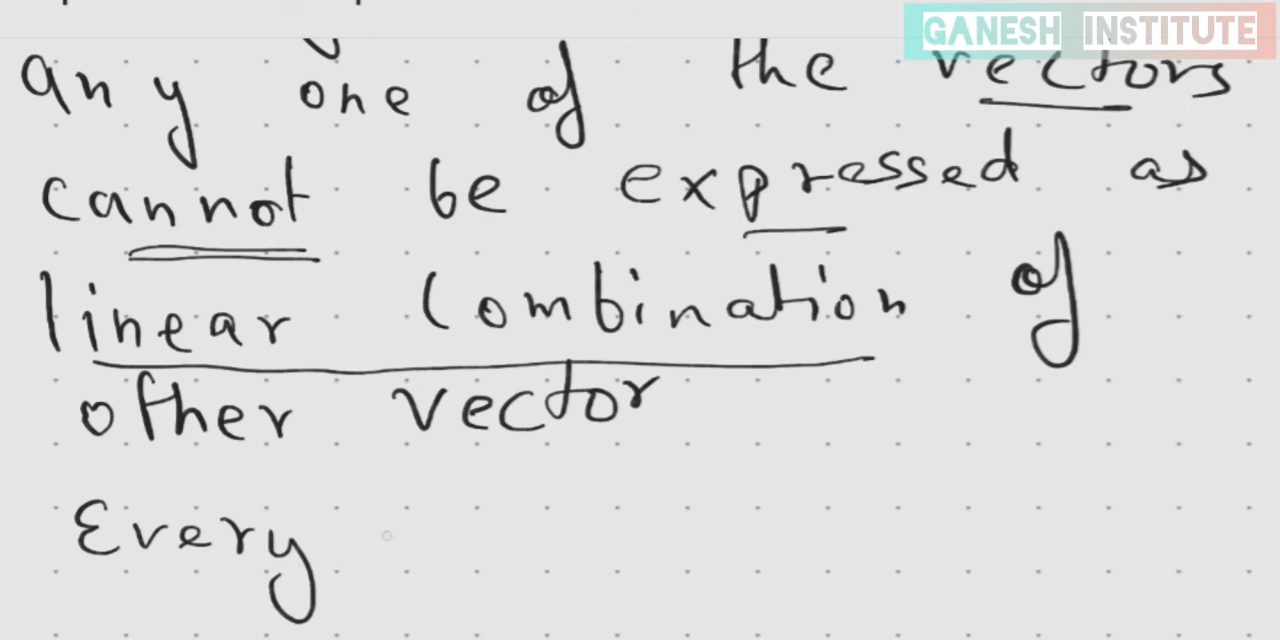 GANESH INSTITUTE
any one of the vectors
cannot be expressed as
linear combination of
other vector
Every